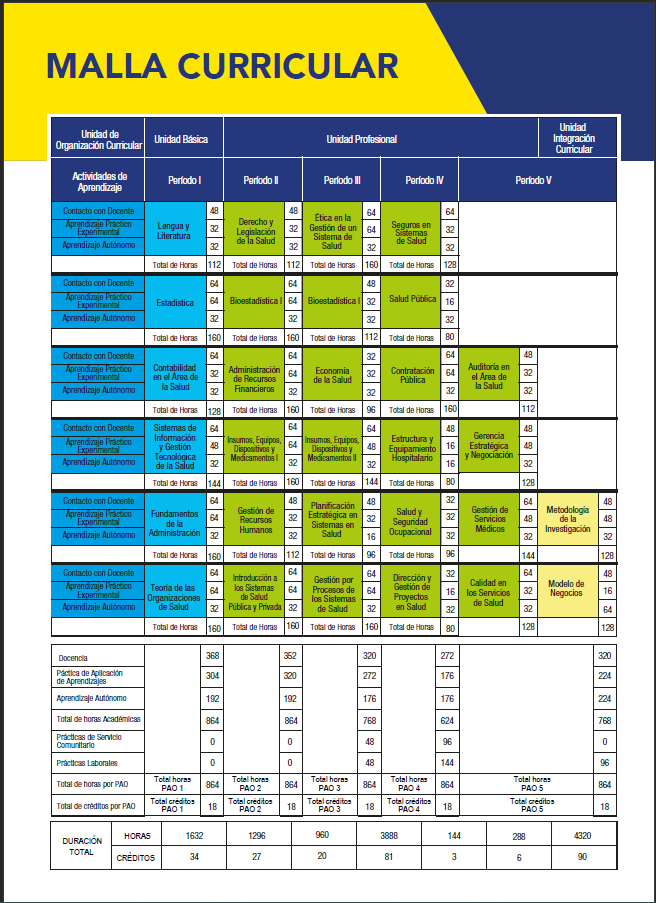 MALLA CURRICULAR
Unidad de Organización Curricular Unidad Básica Unidad Profesional Unidad Integración Curricular
Actividades de Aprendizaje Período I Período II Período III Período IV Período V
Contacto con Docente Lengua y Literatura 48 Derecho y Legislación de la Salud 48 Ética en la Gestión de un Sistema de Salud 64 Seguros en Sistemas de Salud 64
Aprendizaje Práctico Experimental 32 32 64 32
Aprendizaje Autónomo 32 32 32 32
Total de Horas 112 Total de Horas 112 Total de Horas 160 Total de Horas 128
Contacto con Docente Estadística 64 Bioestadística I 64 Bioestadística I 48 Salud Pública 32
Aprendizaje Práctico Experimental 64 64 32 16
Aprendizaje Autónomo 32 32 32 32
Total de Horas 160 Total de Horas 160 Total de Horas 112 Total de Horas 80
Contacto con Docente Contabilidad en el Área de la Salud 64 Administración de Recursos Financieros 64 Economía de la Salud 32 Contratación Pública 64 Auditoría en el Área de la Salud 48
Aprendizaje Práctico Experimental 32 64 32 64 32
Aprendizaje Autónomo 32 32 32 32 32
Total de Horas 128 Total de Horas 160 Total de Horas 96 Total de Horas 160 112
Contacto con Docente Sistemas de Información y Gestión Tecnológica de la Salud 64 Insumos, Equipos, Dispositivos y Medicamentos I 64 Insumos, Equipos, Dispositivos y Medicamentos II 64 Estructura y Equipamiento Hospitalario 48 Gerencia Estratégica y Negociación 48
Aprendizaje Práctico Experimental 48 64 48 16 48
Aprendizaje Autónomo 32 32 32 16 32
Total de Horas 144 Total de Horas 160 Total de Horas 144 Total de Horas 80 128
Contacto con Docente Fundamentos de la Administración 64 Gestión de Recursos Humanos 48 Planificación Estratégica en Sistemas en Salud 48 Salud y Seguridad Ocupacional 32 Gestión de Servicios Médicos 64 Metodología de la Investigación 48
Aprendizaje Práctico Experimental 64 32 32 32 48 48
Aprendizaje Autónomo 32 32 16 32 32 32
Total de Horas 160 Total de Horas 112 Total de Horas 96 Total de Horas 96 144 128
Contacto con Docente Teoría de las Organizaciones de Salud 64 Introducción a los Sistemas de Salud Pública y Privada 64 Gestión por Procesos de los Sistemas de Salud 64 Dirección y Gestión de Proyectos en Salud 32 Calidad en los Servicios de Salud 64 Modelo de Negocios 48
Aprendizaje Práctico Experimental 64 64 64 16 32 16
Aprendizaje Autónomo 32 32 32 32 32 64
Total de Horas 160 Total de Horas 160 Total de Horas 160 Total de Horas 80 128 128
Docencia 368 352 320 272 320
Páctica de Aplicación de Aprendizajes 304 320 272 176 224
Aprendizaje Autónomo 192 192 176 176 224
Total de horas Académicas 864 864 768 624 768
Prácticas de Servicio Comunitario 0 0 48 96 0
Prácticas Laborales 0 0 48 144 96
Total de horas por PAO Total horas PAO 1 864 Total horas PAO 2 864 Total horas PAO 3 864 Total horas PAO 4 864 Total horas PAO 5 864
Total de créditos por PAO Total créditos PAO 1 18 Total créditos PAO 2 18 Total créditos PAO 3 18 Total créditos PAO 4 18 Total créditos PAO 5 18
DURACIÓN TOTAL HORAS 1632 1296 960 3888 144 288 4320
CRÉDITOS 34 27 20 81 3 6 90